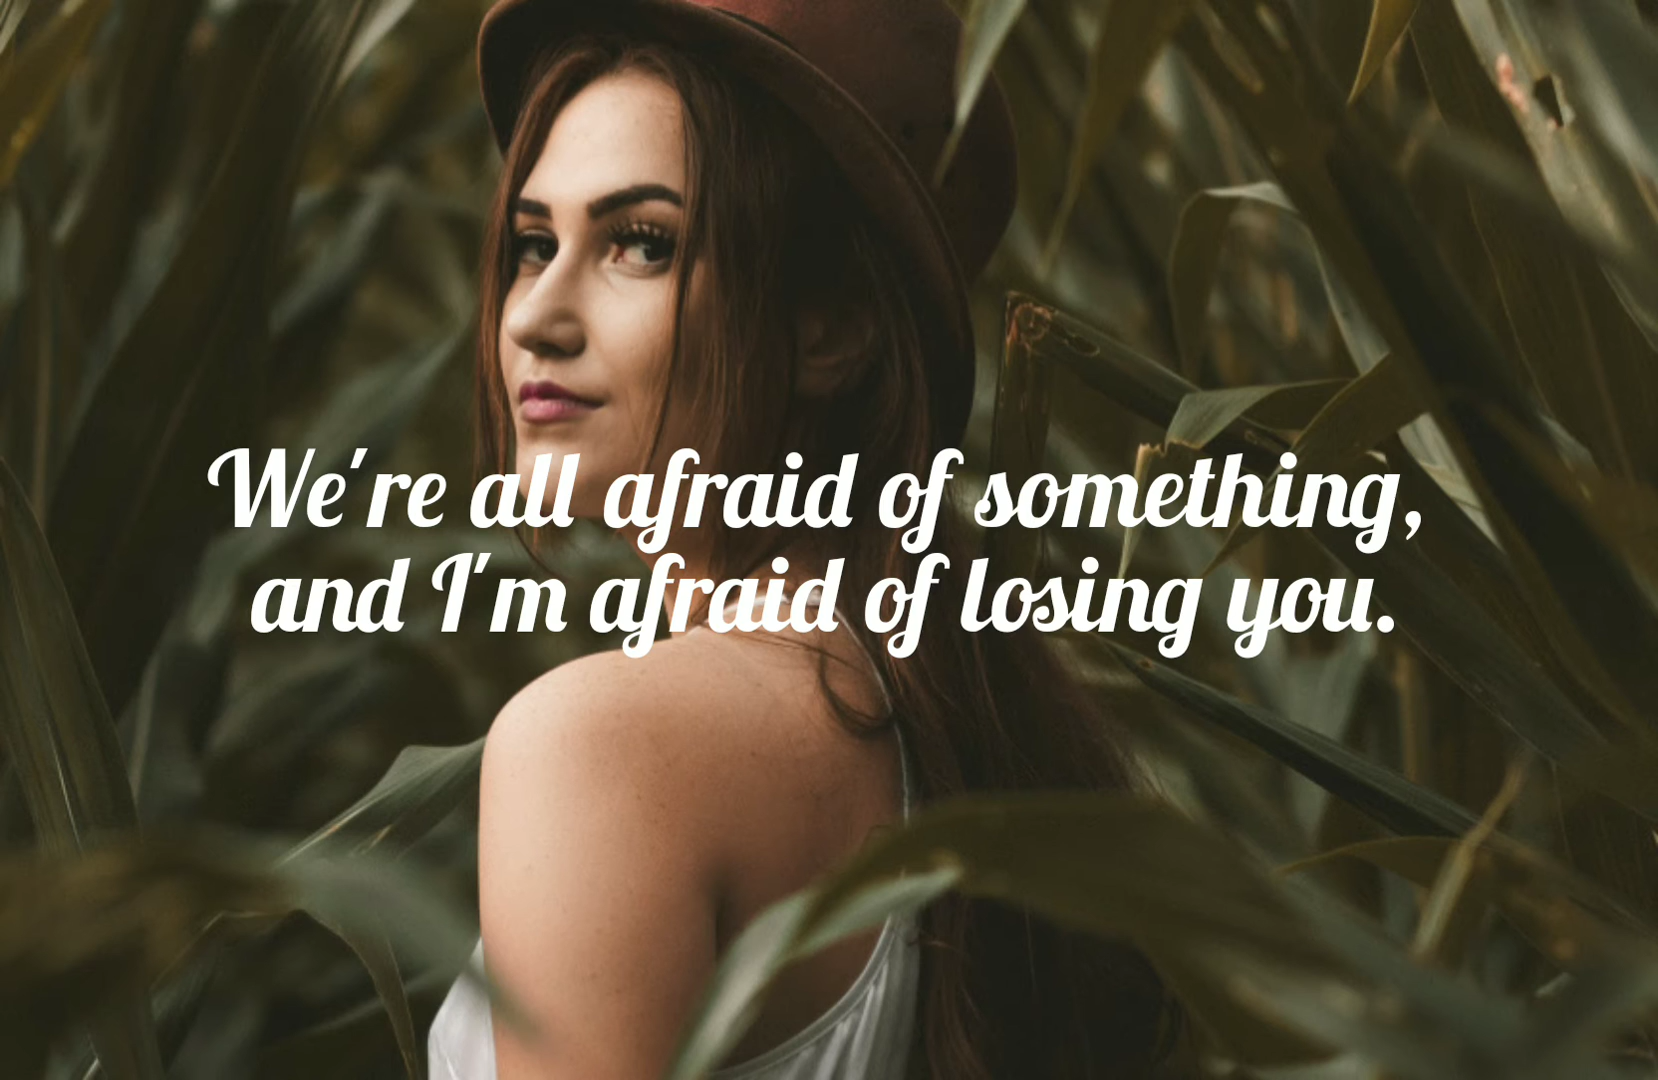 We're all afraid of something,
and I'm afraid of losing you.